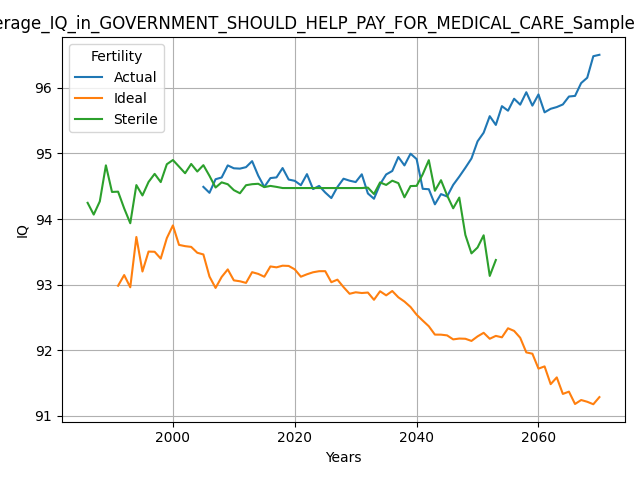 erage_IQ_in_GOVERNMENT_SHOULD_HELP_PAY_FOR_MEDICAL_CARE_Sample
Fertility
Actual
Ideal
Sterile
96
95
94
93
92
91
IQ
2000
2020
2040
2060
Years